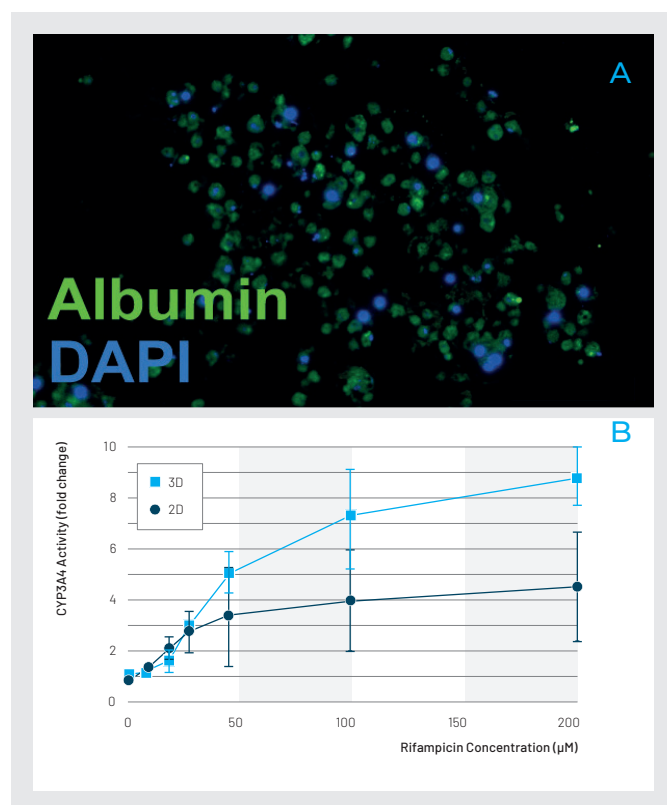 A
Albumin
DAPI
B
CYP3A4 Activity (fold change)
10
8
6
4
2
0
3D
2D
0
50
100
150
200
Rifampicin Concentration (µM)